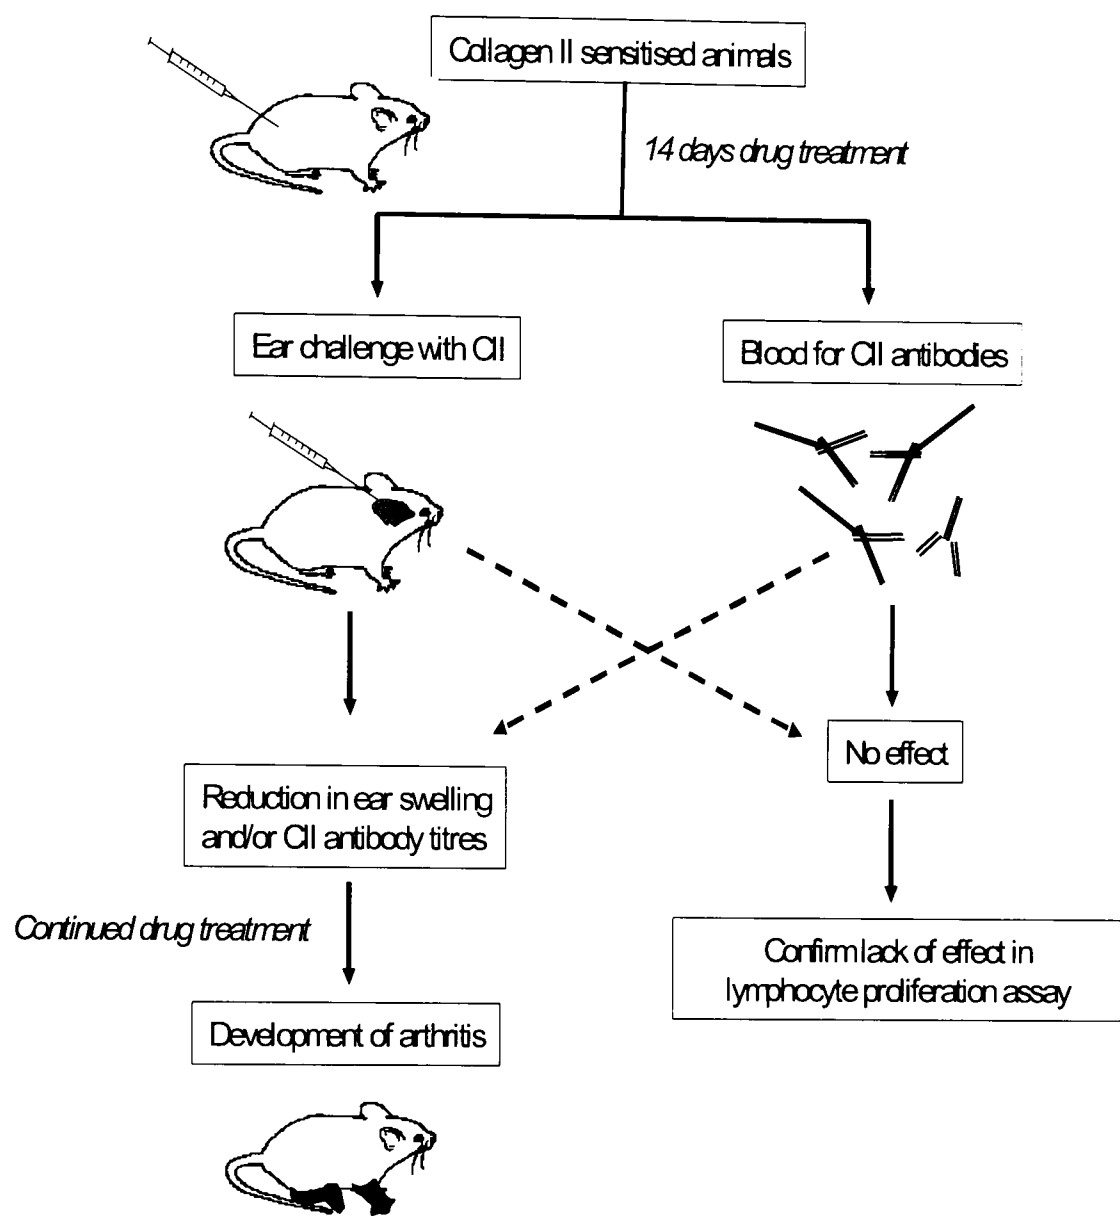 Collagen II sensitised animals
14 days drug treatment
Ear challenge with CII
Blood for CII antibodies
No effect
Reduction in ear swelling
and/or CII antibody titres
Continued drug treatment
Confirm lack of effect in
lymphocyte proliferation assay
Development of arthritis